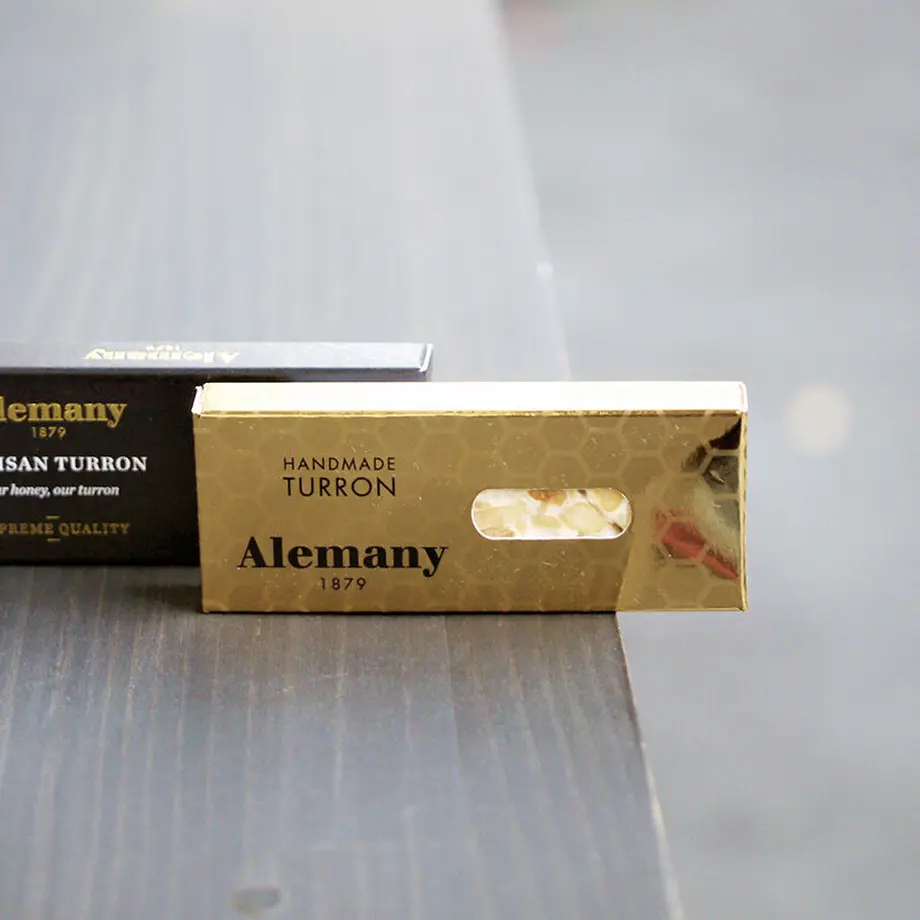 Alemany
1879
lemany
1879
ISAN TURRON
r honey, our turron
PREME QUALITY
HANDMADE
TURRON
Alemany
1879